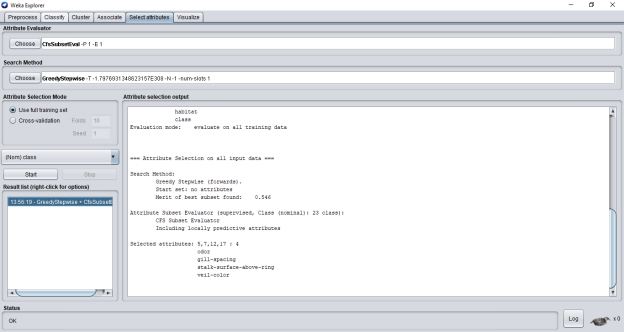 Weka Explorer
Preprocess Classify Cluster Associate Select attributes Visualize
Attribute Evaluator
Choose CfsSubsetEval -P 1 -E 1
Search Method
Choose GreedyStepwise -T -1.7976931348623157E308 -N -1 -num-slots 1
Attribute Selection Mode
Use full training set
Cross-validation Folds 10
Seed 1
(Nom) class
Start Stop
Result list (right-click for options)
13:56:19 - GreedyStepwise + CfsSubsetE
Attribute selection output
habitat
class
Evaluation mode: evaluate on all training data
=== Attribute Selection on all input data ===
Search Method:
Greedy Stepwise (forwards).
Start set: no attributes
Merit of best subset found: 0.546
Attribute Subset Evaluator (supervised, Class (nominal): 23 class):
CFS Subset Evaluator
Including locally predictive attributes
Selected attributes: 5,7,12,17 : 4
odor
gill-spacing
stalk-surface-above-ring
veil-color
Status
OK
Log
x 0